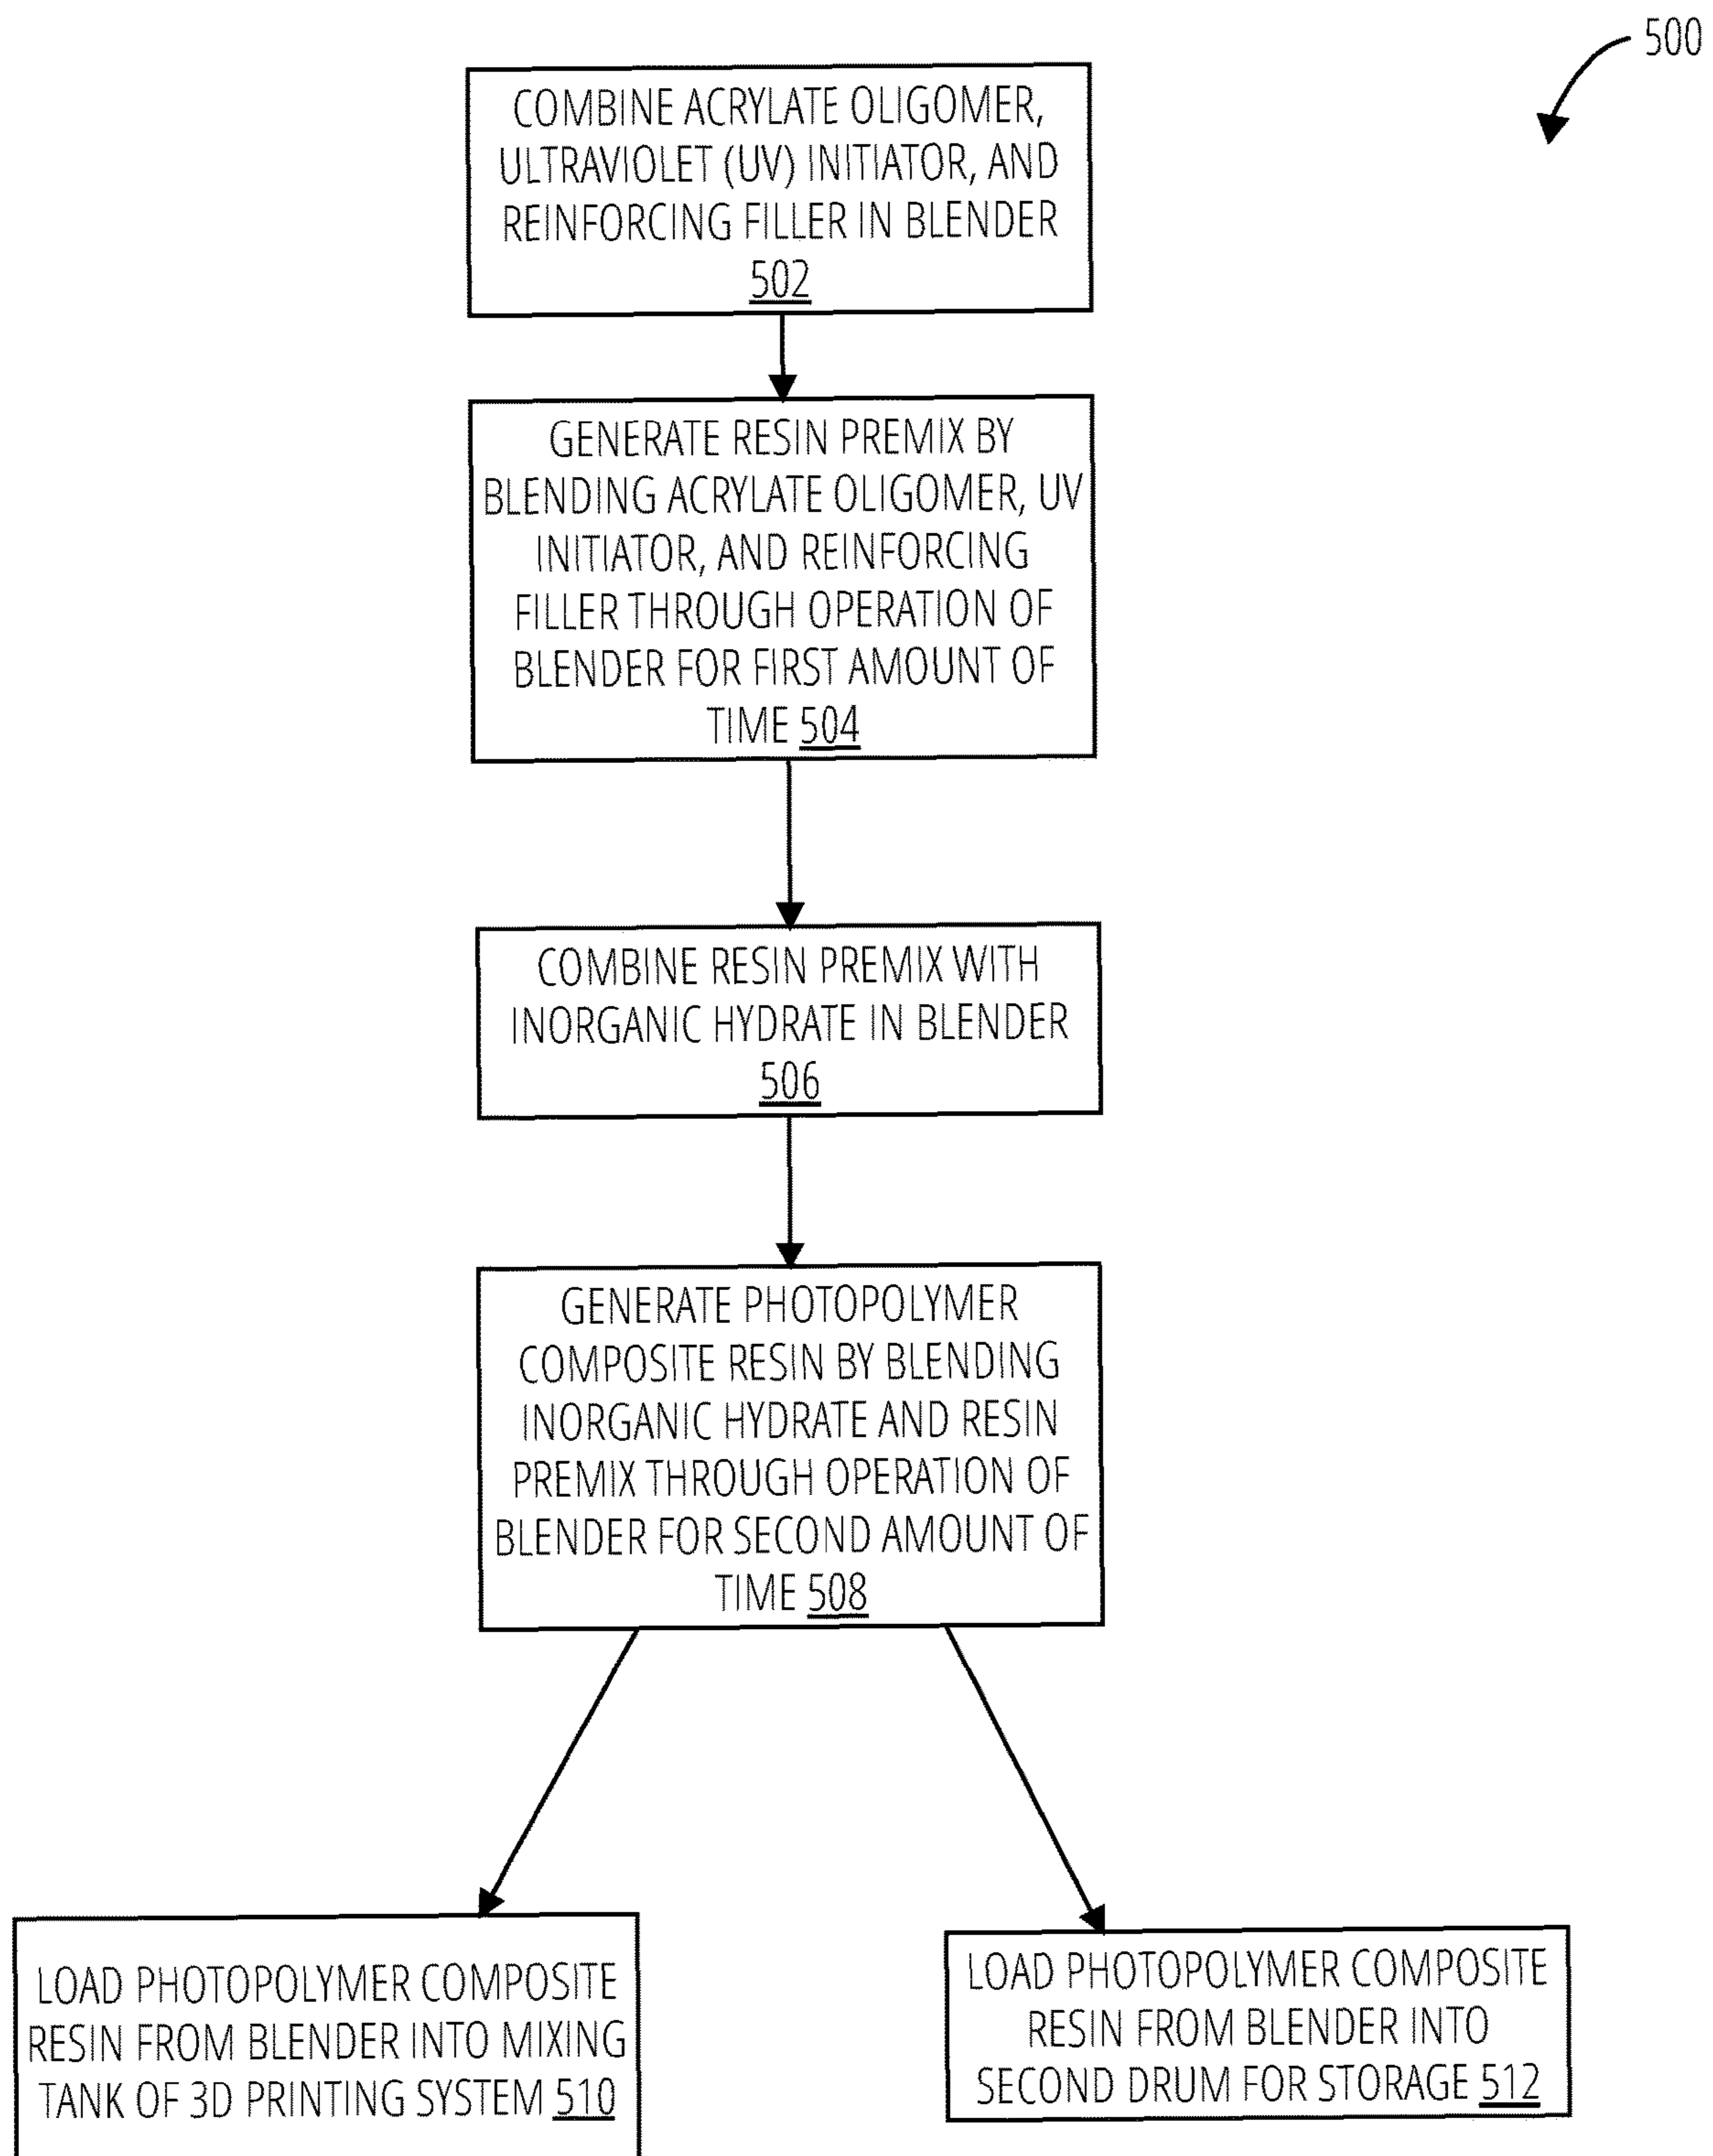 500
COMBINE ACRYLATE OLIGOMER,
ULTRAVIOLET (UV) INITIATOR, AND
REINFORCING FILLER IN BLENDER
502
GENERATE RESIN PREMIX BY
BLENDING ACRYLATE OLIGOMER, UV
INITIATOR, AND REINFORCING
FILLER THROUGH OPERATION OF
BLENDER FOR FIRST AMOUNT OF
TIME 504
COMBINE RESIN PREMIX WITH
INORGANIC HYDRATE IN BLENDER
506
GENERATE PHOTOPOLYMER
COMPOSITE RESIN BY BLENDING
INORGANIC HYDRATE AND RESIN
PREMIX THROUGH OPERATION OF
BLENDER FOR SECOND AMOUNT OF
TIME 508
LOAD PHOTOPOLYMER COMPOSITE
RESIN FROM BLENDER INTO MIXING
TANK OF 3D PRINTING SYSTEM 510
LOAD PHOTOPOLYMER COMPOSITE
RESIN FROM BLENDER INTO
SECOND DRUM FOR STORAGE 512